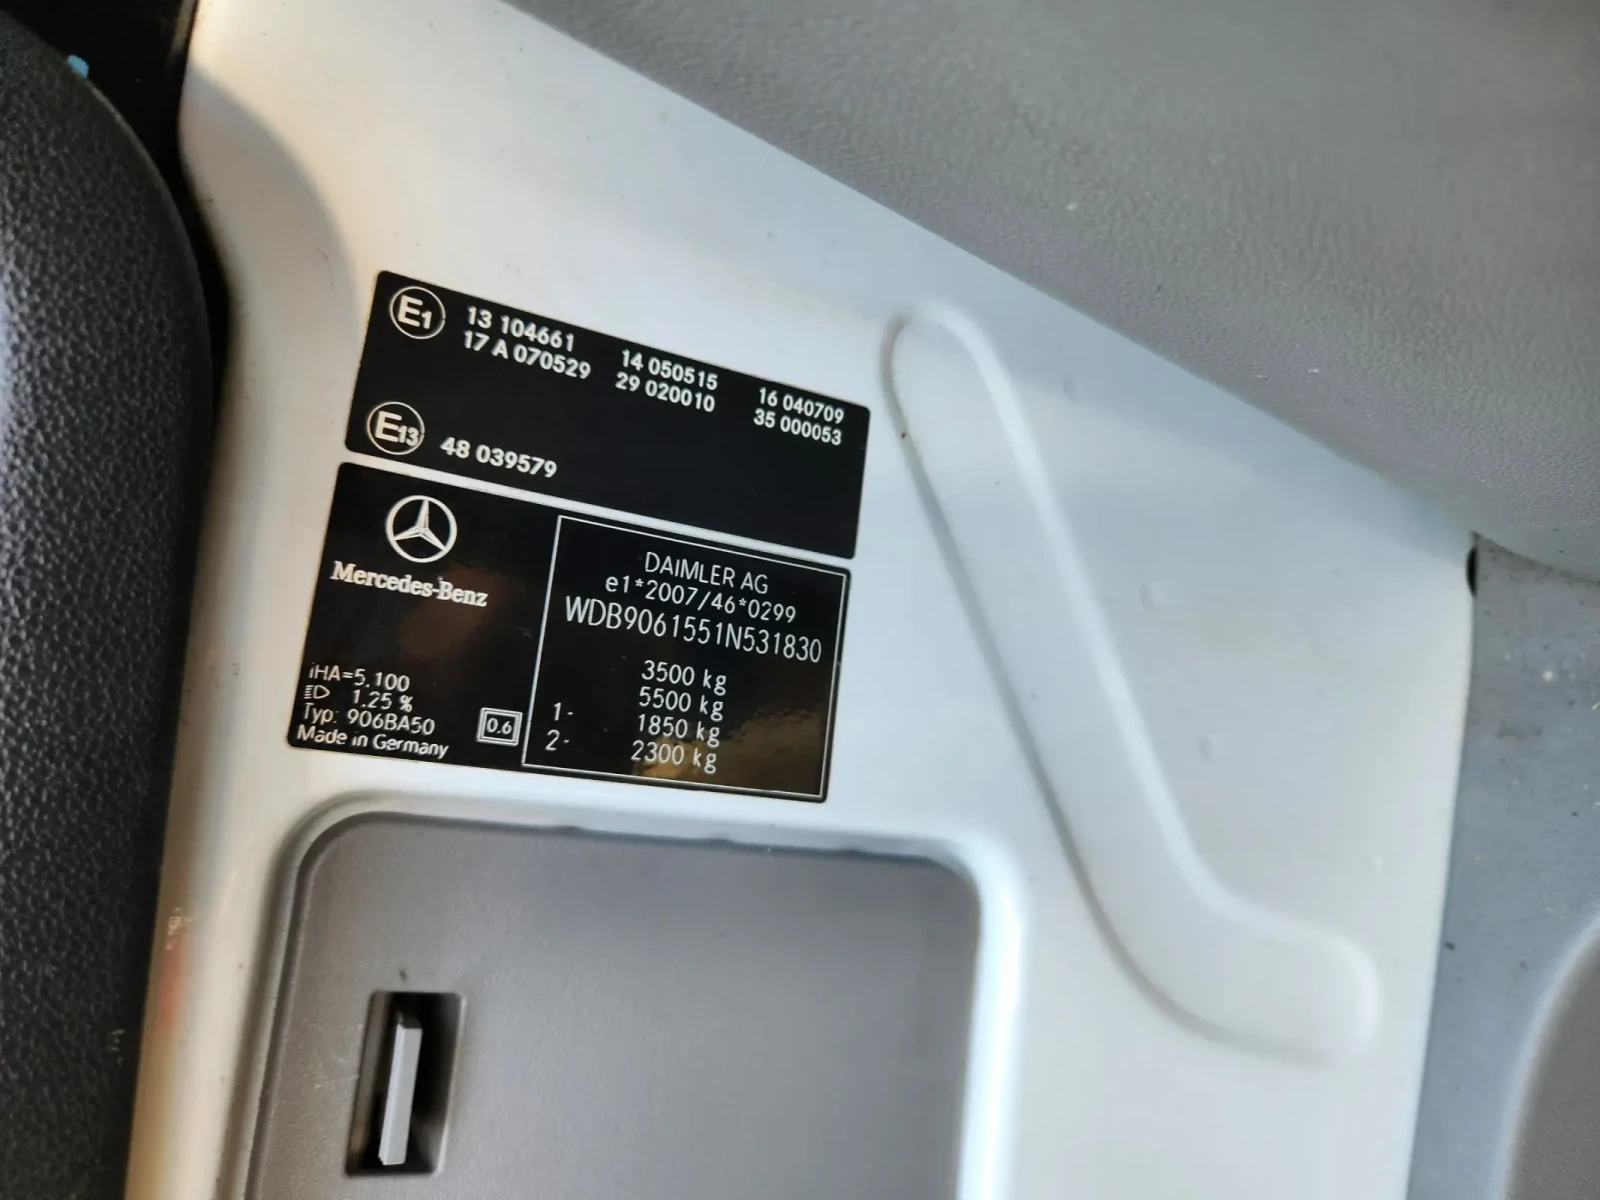 E1 13 104661 14 050515 16 040709
17 A 070529 29 020010 35 000053
E13 48 039579
Mercedes-Benz
iHA=5.100
1.25 %
Typ: 906BA50
Made in Germany
0.6
DAIMLER AG
e1*2007/46*0299
WDB9061551N531830
3500 kg
5500 kg
1- 1850 kg
2- 2300 kg